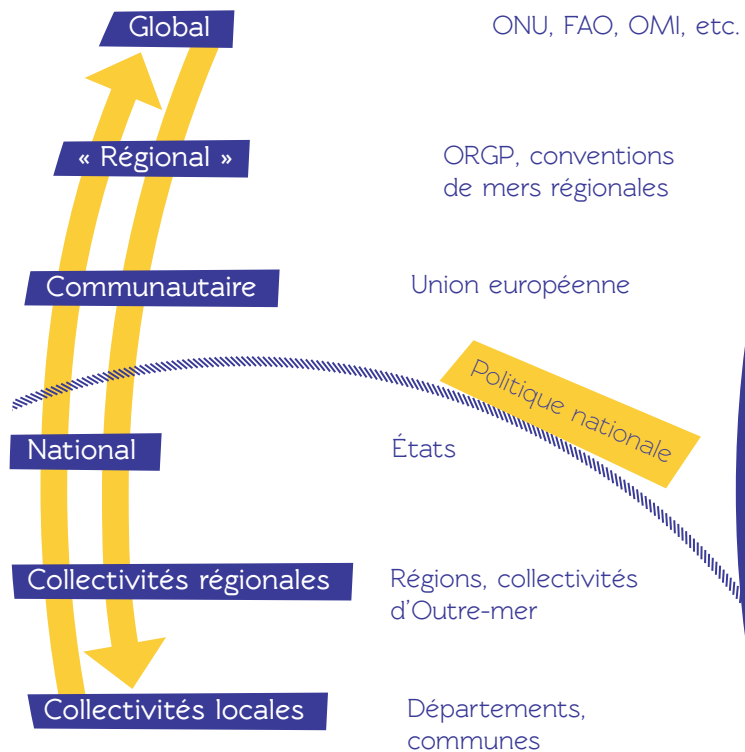 Global
ONU, FAO, OMI, etc.
« Régional »
ORGP, conventions
de mers régionales
Communautaire
Union européenne
Politique nationale
National
États
Collectivités régionales
Régions, collectivités
d'Outre-mer
Collectivités locales
Départements,
communes